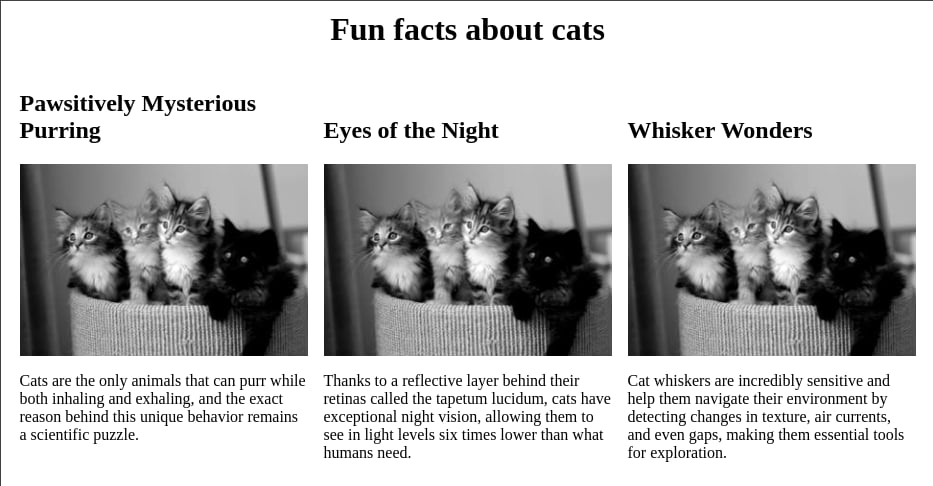 Fun facts about cats
Pawsitively Mysterious
Purring
Cats are the only animals that can purr while
both inhaling and exhaling, and the exact
reason behind this unique behavior remains
a scientific puzzle.
Eyes of the Night
Thanks to a reflective layer behind their
retinas called the tapetum lucidum, cats have
exceptional night vision, allowing them to
see in light levels six times lower than what
humans need.
Whisker Wonders
Cat whiskers are incredibly sensitive and
help them navigate their environment by
detecting changes in texture, air currents,
and even gaps, making them essential tools
for exploration.